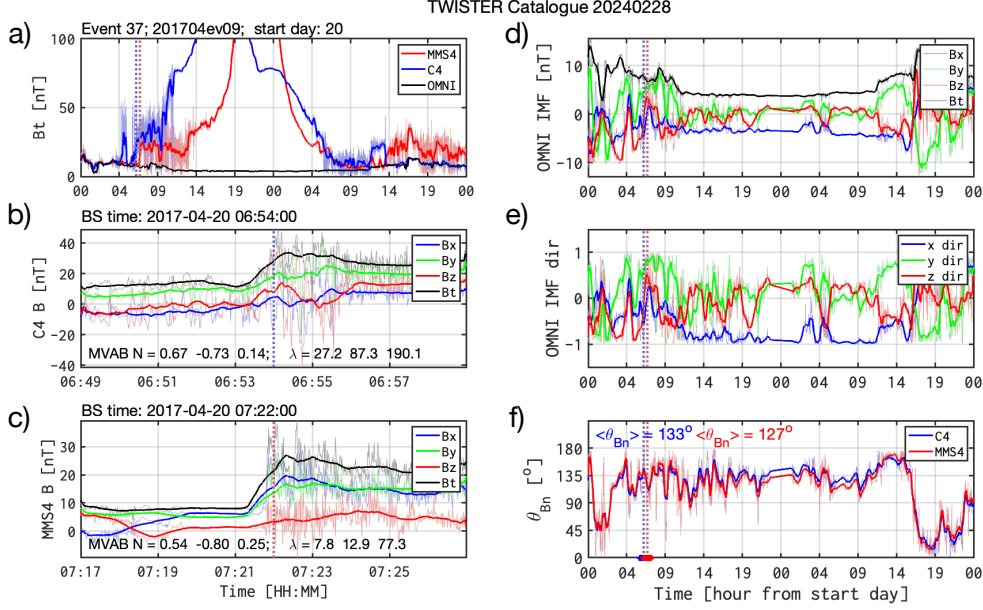 TWISTER Catalogue 20240228
a)
Event 37; 201704ev09; start day: 20
Bt [nT]
100
50
0
MMS4
C4
OMNI
00 04 09 14 19 00 04 09 14 19 00
b)
BS time: 2017-04-20 06:54:00
C4 B [nT]
40
20
0
-20
-40
Bx
By
Bz
Bt
MVAB N = 0.67 -0.73 0.14; λ = 27.2 87.3 190.1
06:49 06:51 06:53 06:55 06:57
c)
BS time: 2017-04-20 07:22:00
MMS4 B [nT]
30
20
10
0
Bx
By
Bz
Bt
MVAB N = 0.54 -0.80 0.25; λ = 7.8 12.9 77.3
07:17 07:19 07:21 07:23 07:25
Time [HH:MM]
d)
OMNI IMF [nT]
10
0
-10
Bx
By
Bz
Bt
00 04 09 14 19 00 04 09 14 19 00
e)
OMNI IMF dir
1
0
-1
x dir
y dir
z dir
00 04 09 14 19 00 04 09 14 19 00
f)
θBn [°]
180
135
90
45
0
<θBn> = 133° <θBn> = 127°
C4
MMS4
00 04 09 14 19 00 04 09 14 19 00
Time [hour from start day]